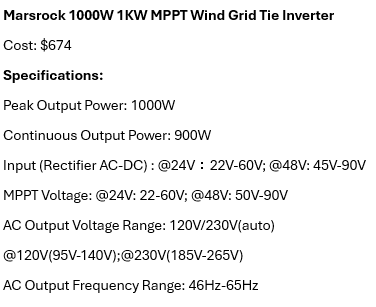 Marsrock 1000W 1KW MPPT Wind Grid Tie Inverter
Cost: $674
Specifications:
Peak Output Power: 1000W
Continuous Output Power: 900W
Input (Rectifier AC-DC) : @24V：22V-60V; @48V: 45V-90V
MPPT Voltage: @24V: 22-60V; @48V: 50V-90V
AC Output Voltage Range: 120V/230V(auto)
@120V(95V-140V);@230V(185V-265V)
AC Output Frequency Range: 46Hz-65Hz